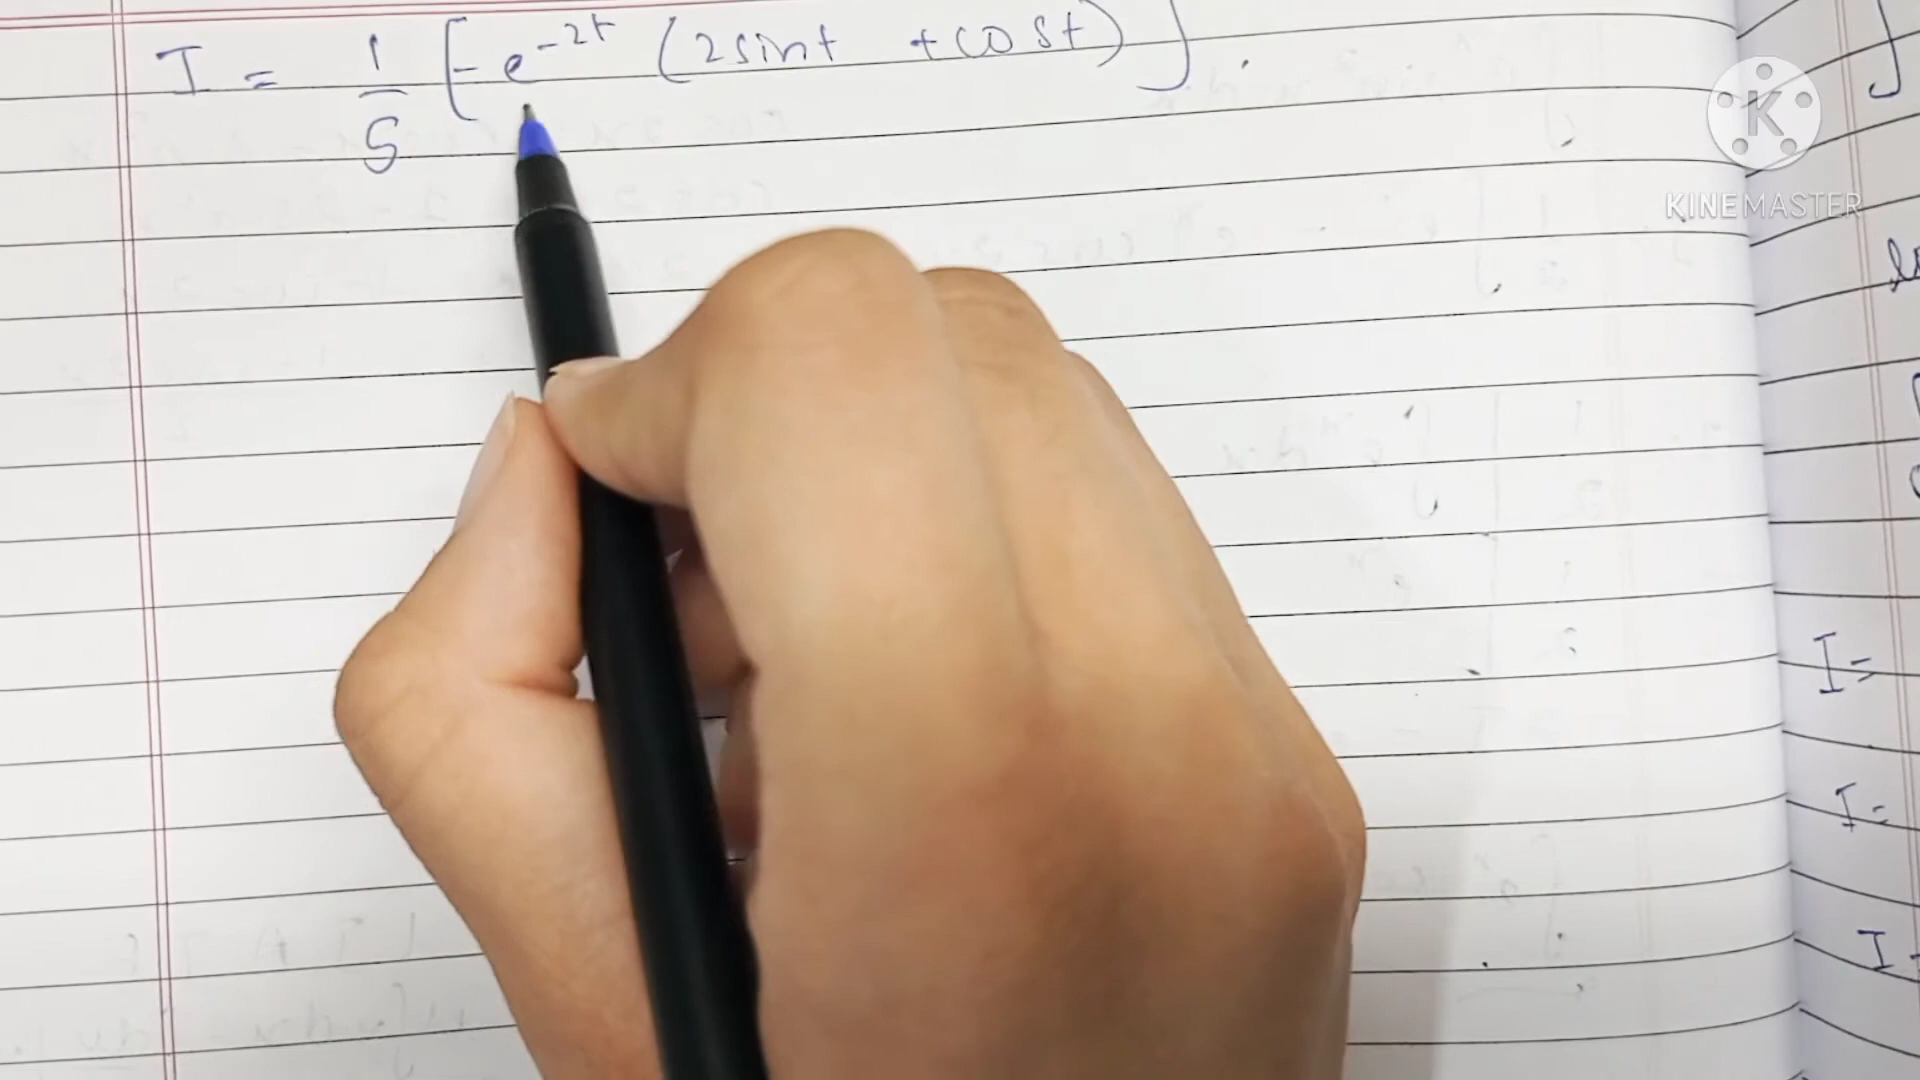 I = 1/5 [-e^-2t (2sint + cost)]
K
KINEMASTER
I=
I=
I